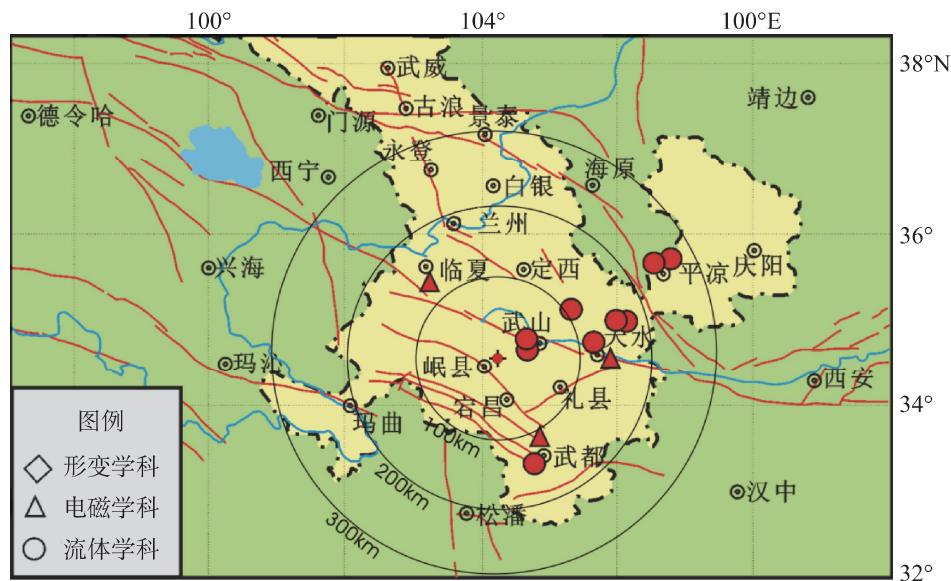 100°
104°
100°E
38°N
武威
靖边
古浪
德令哈
门源
景泰
永登
海原
西宁
白银
兰州
36°
兴海
临夏
定西
平凉
庆阳
武山
天水
玛沁
岷县
西安
礼县
宕昌
34°
玛曲
100km
武都
200km
汉中
松潘
300km
32°
图例
形变学科
电磁学科
流体学科